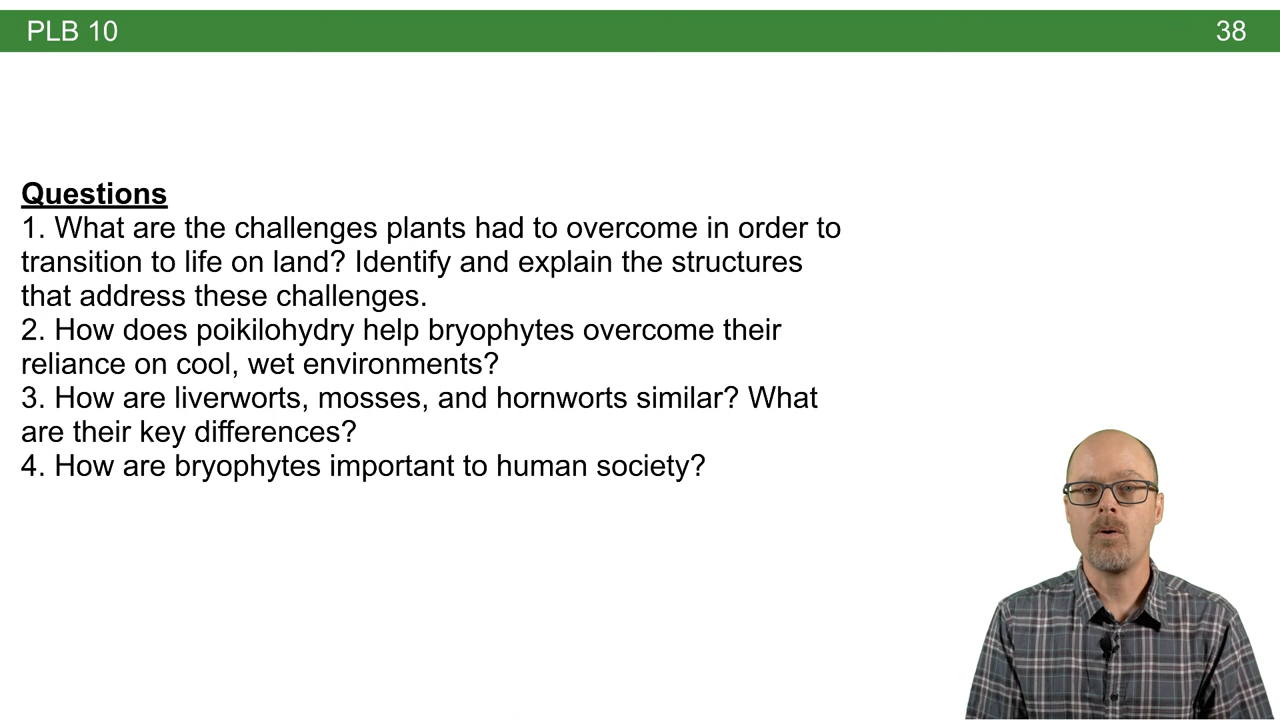 PLB 10
38
Questions
1. What are the challenges plants had to overcome in order to
transition to life on land? Identify and explain the structures
that address these challenges.
2. How does poikilohydry help bryophytes overcome their
reliance on cool, wet environments?
3. How are liverworts, mosses, and hornworts similar? What
are their key differences?
4. How are bryophytes important to human society?